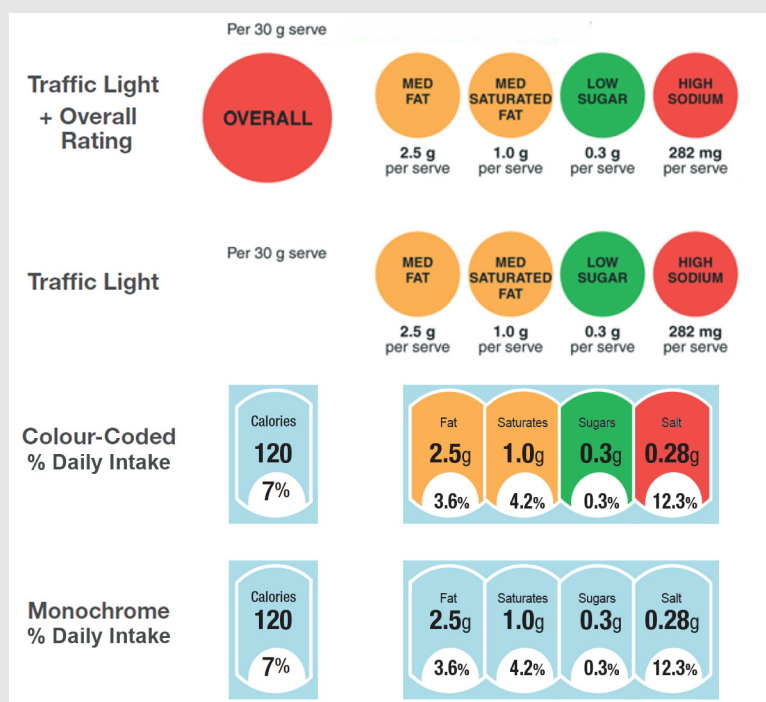 Per 30 g serve
Traffic Light
+ Overall
Rating
OVERALL
MED
FAT
MED
SATURATED
FAT
LOW
SUGAR
HIGH
SODIUM
2.5 g
per serve
1.0 g
per serve
0.3 g
per serve
282 mg
per serve
Traffic Light
Per 30 g serve
MED
FAT
MED
SATURATED
FAT
LOW
SUGAR
HIGH
SODIUM
2.5 g
per serve
1.0 g
per serve
0.3 g
per serve
282 mg
per serve
Colour-Coded
% Daily Intake
Calories
120
7%
Fat
2.5g
3.6%
Saturates
1.0g
4.2%
Sugars
0.3g
0.3%
Salt
0.28g
12.3%
Monochrome
% Daily Intake
Calories
120
7%
Fat
2.5g
3.6%
Saturates
1.0g
4.2%
Sugars
0.3g
0.3%
Salt
0.28g
12.3%